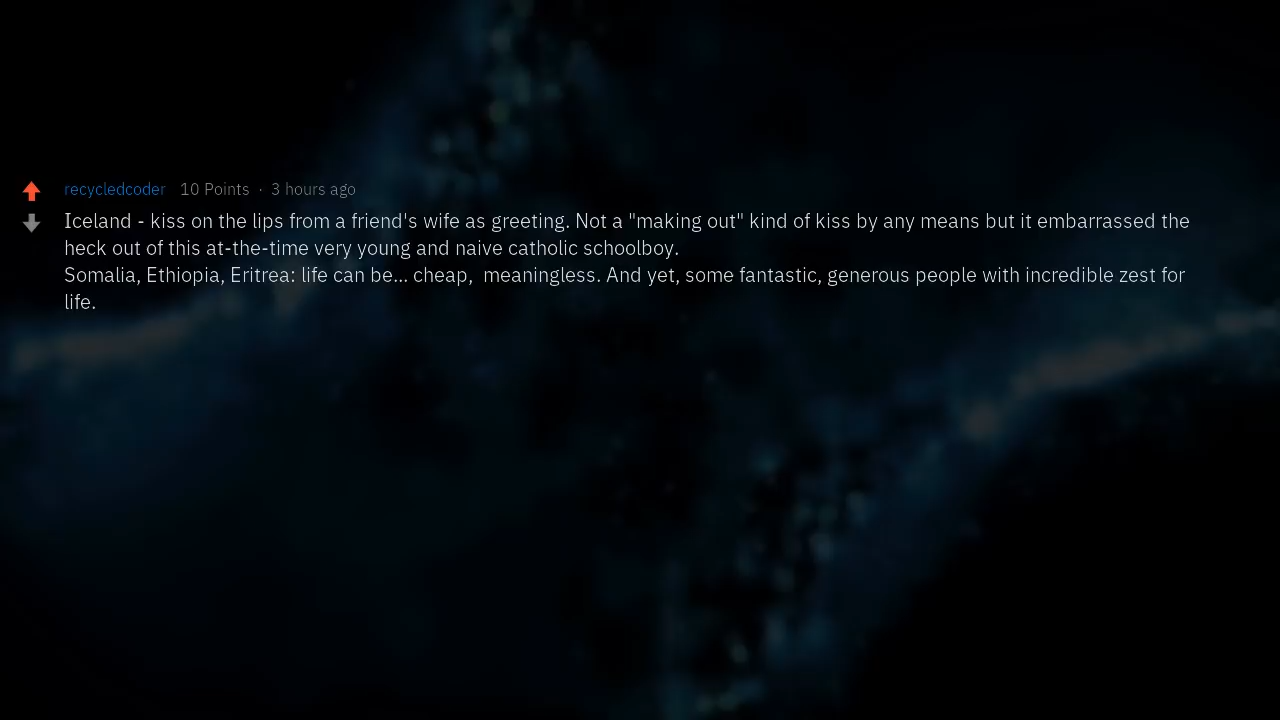 recycledcoder 10 Points · 3 hours ago
Iceland - kiss on the lips from a friend's wife as greeting. Not a "making out" kind of kiss by any means but it embarrassed the
heck out of this at-the-time very young and naive catholic schoolboy.
Somalia, Ethiopia, Eritrea: life can be... cheap,  meaningless. And yet, some fantastic, generous people with incredible zest for
life.